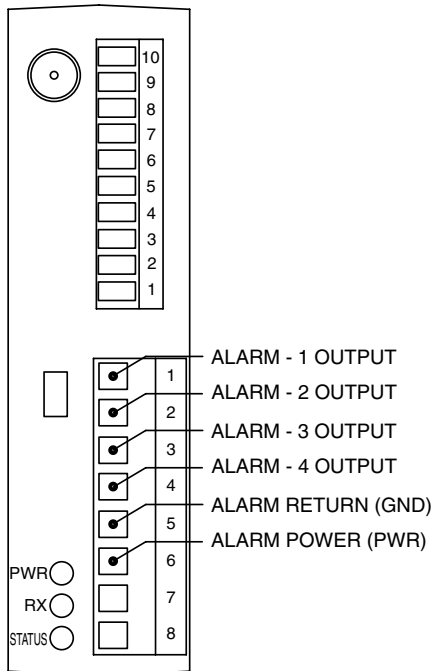 10
9
8
7
6
5
4
3
2
1
1 ALARM - 1 OUTPUT
2 ALARM - 2 OUTPUT
3 ALARM - 3 OUTPUT
4 ALARM - 4 OUTPUT
5 ALARM RETURN (GND)
6 ALARM POWER (PWR)
PWR
7
RX
8
STATUS